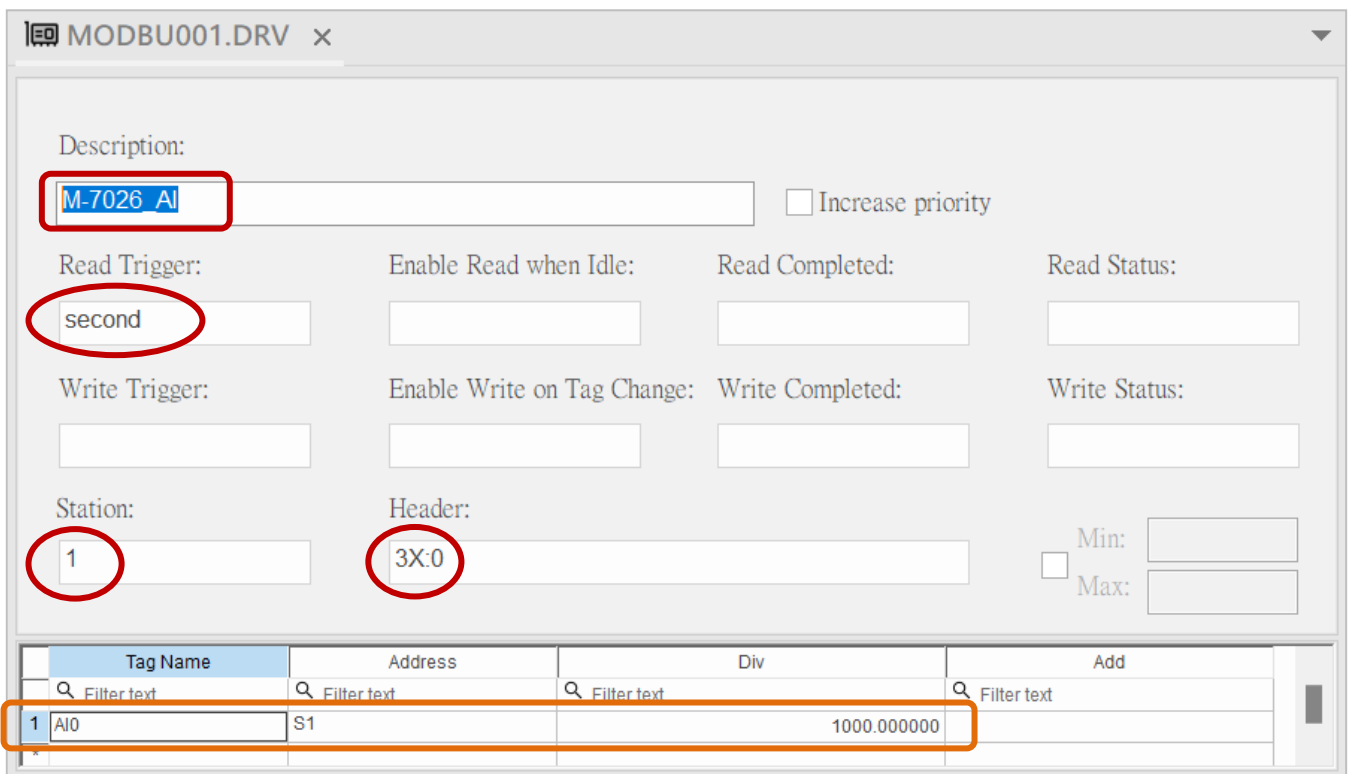 MODBU001.DRV ×
Description:
M-7026_AI
Increase priority
Read Trigger: Enable Read when Idle: Read Completed: Read Status:
second
Write Trigger: Enable Write on Tag Change: Write Completed: Write Status:
Station: Header:
1 3X:0
Min:
Max:
Tag Name Address Div Add
Filter text Filter text Filter text Filter text
1 AI0 S1 1000.000000
*